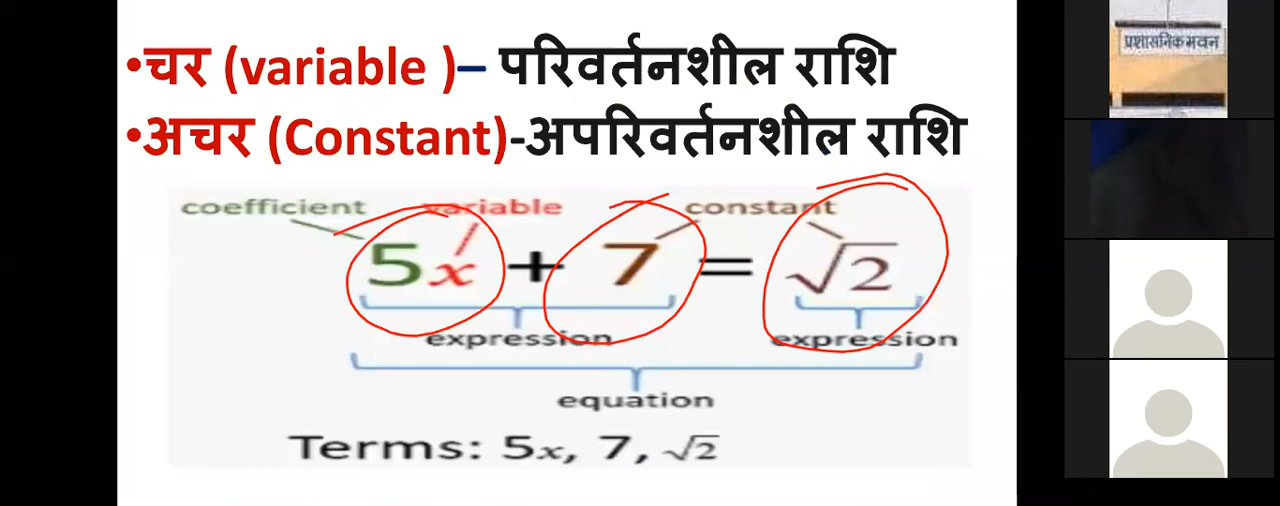 •चर (variable )– परिवर्तनशील राशि
•अचर (Constant)-अपरिवर्तनशील राशि
coefficient variable constant
5x + 7 = √2
expression expression
equation
Terms: 5x, 7, √2
प्रशासनिक भवन